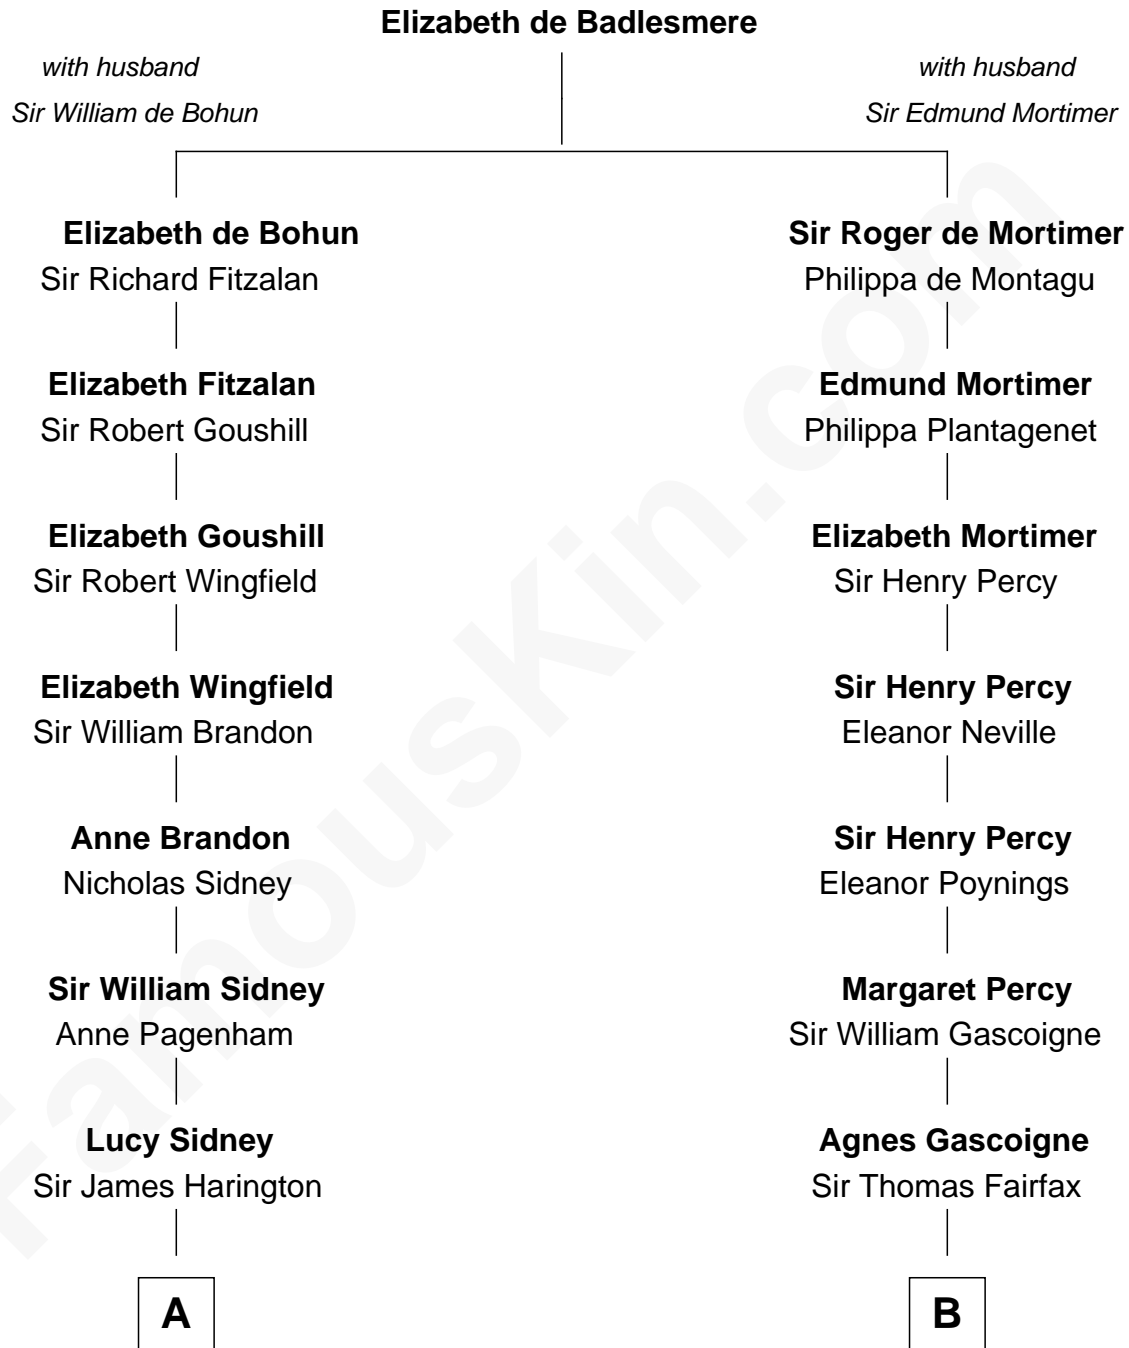 Elizabeth de Badlesmere
with husband
Sir William de Bohun
with husband
Sir Edmund Mortimer
Elizabeth de Bohun
Sir Richard Fitzalan
Sir Roger de Mortimer
Philippa de Montagu
Elizabeth Fitzalan
Sir Robert Goushill
Edmund Mortimer
Philippa Plantagenet
Elizabeth Goushill
Sir Robert Wingfield
Elizabeth Mortimer
Sir Henry Percy
Elizabeth Wingfield
Sir William Brandon
Sir Henry Percy
Eleanor Neville
Anne Brandon
Nicholas Sidney
Sir Henry Percy
Eleanor Poynings
Sir William Sidney
Anne Pagenham
Margaret Percy
Sir William Gascoigne
Lucy Sidney
Sir James Harington
Agnes Gascoigne
Sir Thomas Fairfax
A
B
FamousKin.com